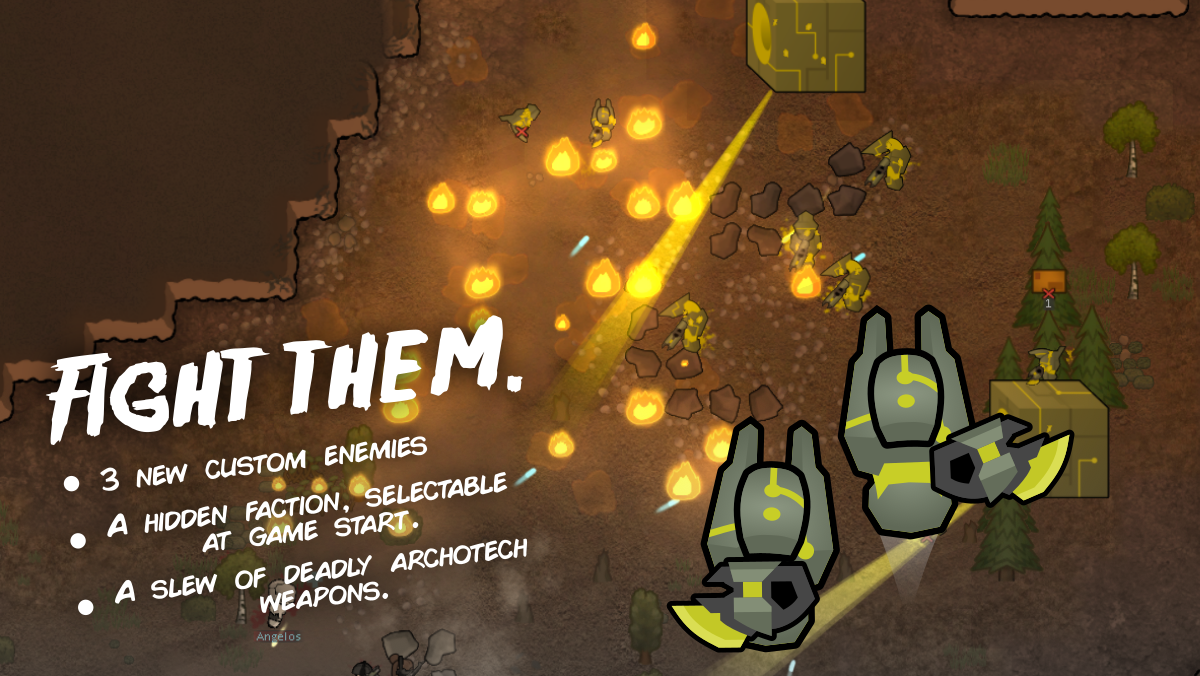 FIGHT THEM.
• 3 NEW CUSTOM ENEMIES
• A HIDDEN FACTION, SELECTABLE
AT GAME START.
• A SLEW OF DEADLY ARCHOTECH
WEAPONS.
Angelos
1